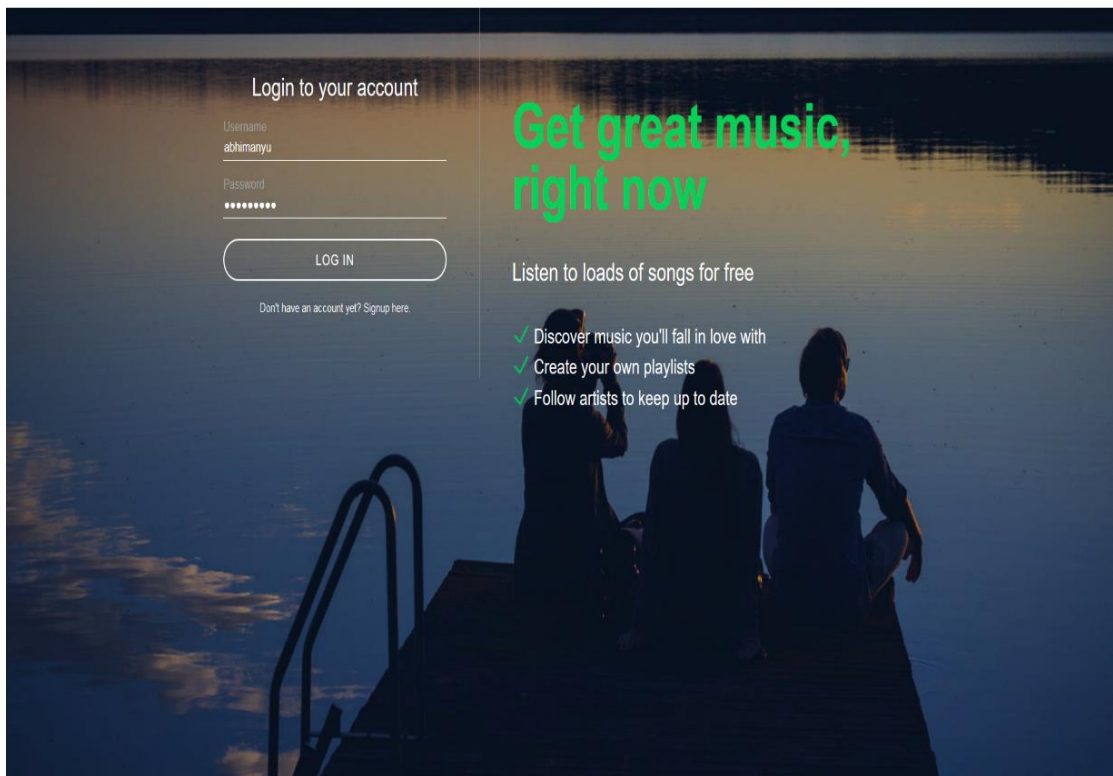 Login to your account
Username
abhimanyu
Password
●●●●●●●●●
LOG IN
Don't have an account yet? Signup here.
Get great music,
right now
Listen to loads of songs for free
Discover music you'll fall in love with
Create your own playlists
Follow artists to keep up to date